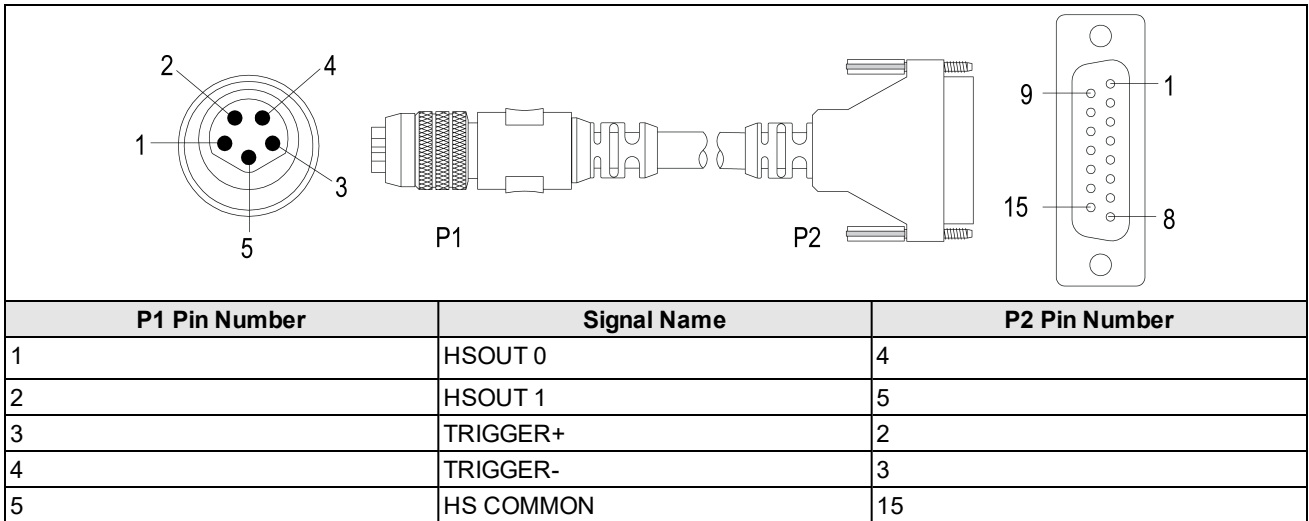 2 4
1
3
5
P1
P2
9 1
15 8
P1 Pin Number Signal Name P2 Pin Number
1 HSOUT 0 4
2 HSOUT 1 5
3 TRIGGER+ 2
4 TRIGGER- 3
5 HS COMMON 15